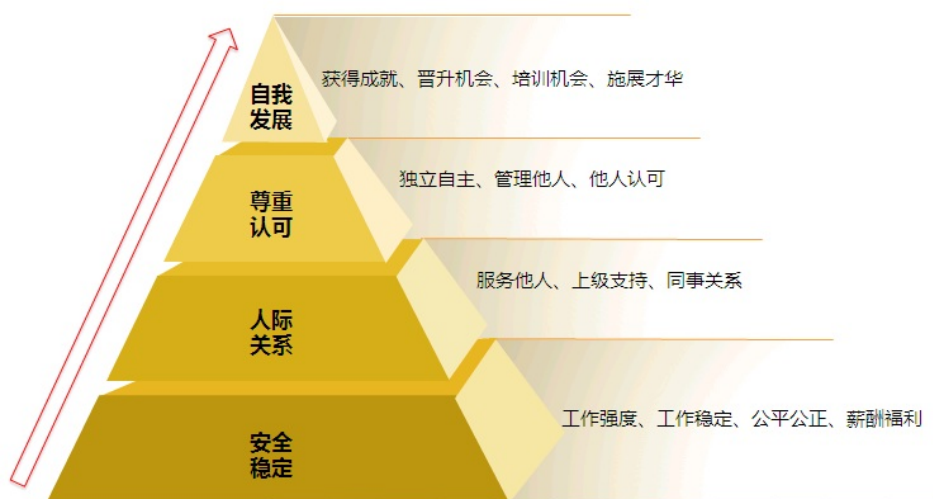 自我
发展
获得成就、晋升机会、培训机会、施展才华
尊重
认可
独立自主、管理他人、他人认可
人际
关系
服务他人、上级支持、同事关系
安全
稳定
工作强度、工作稳定、公平公正、薪酬福利